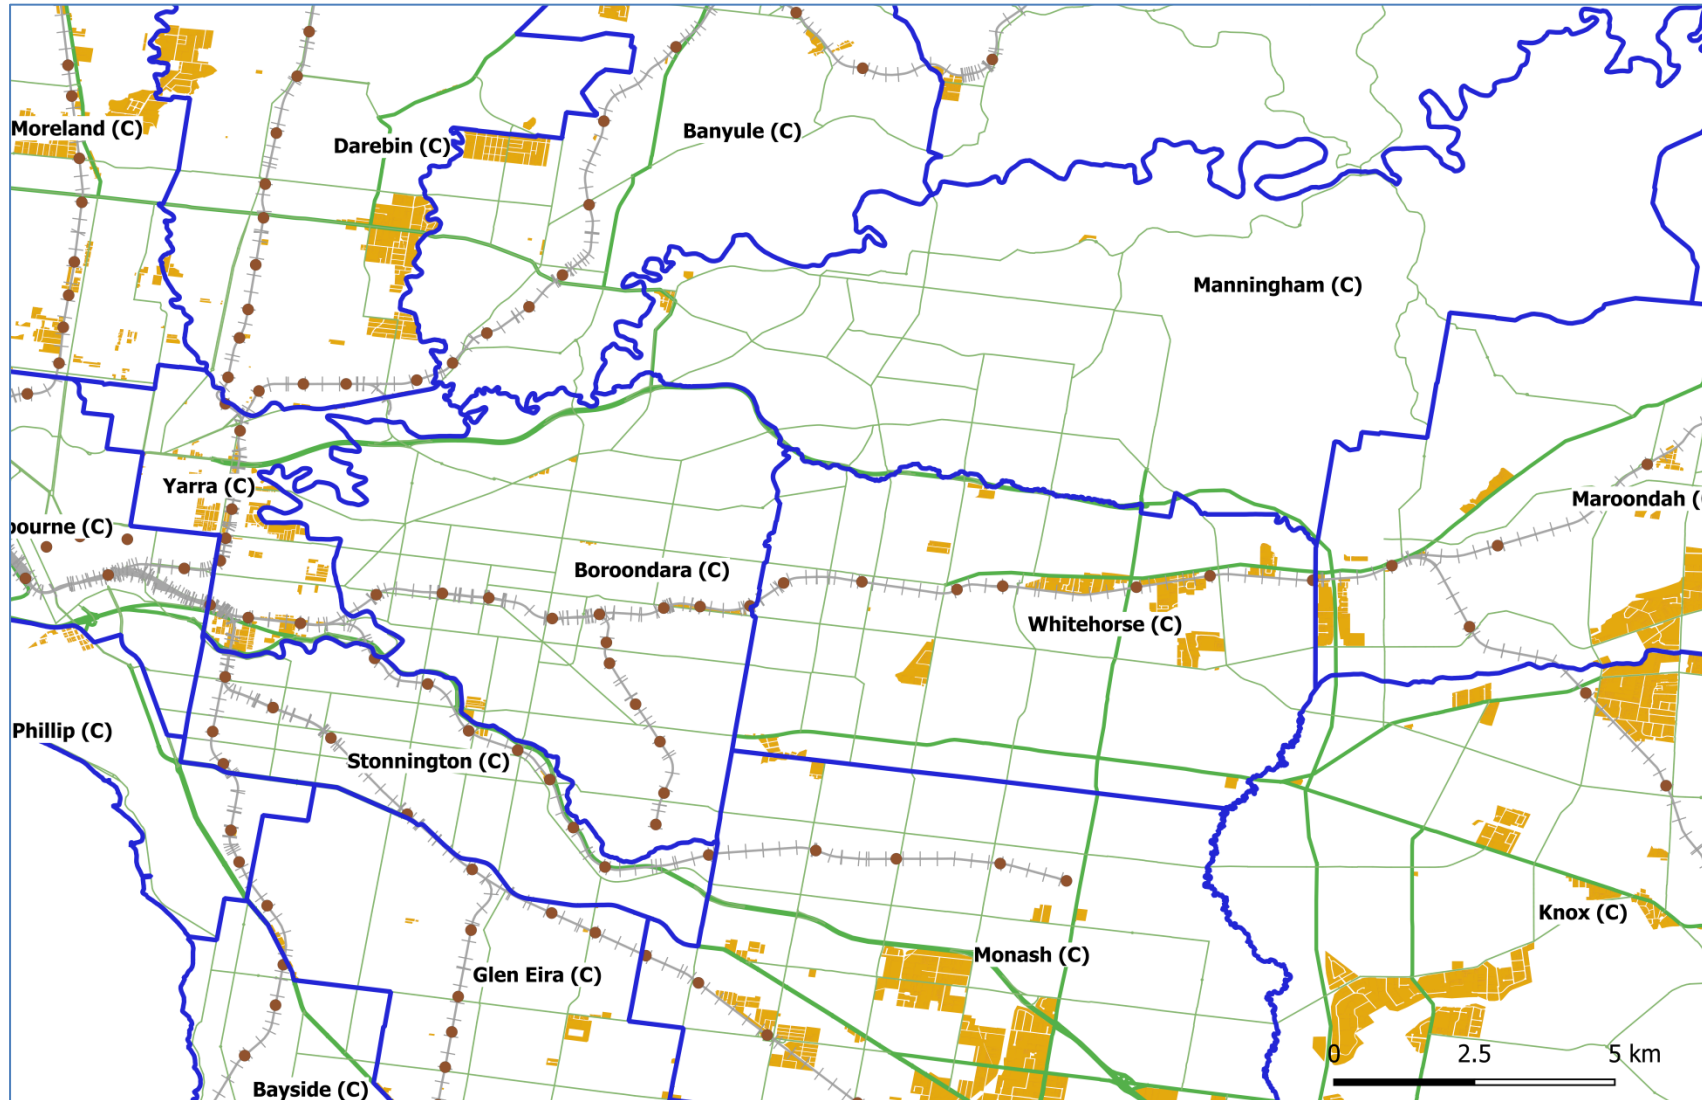 Moreland (C)
Darebin (C)
Banyule (C)
Manningham (C)
Yarra (C)
Maroondah (
bourne (C)
Boroondara (C)
Whitehorse (C)
Phillip (C)
Stonnington (C)
Knox (C)
Monash (C)
Glen Eira (C)
0 2.5 5 km
Bayside (C)